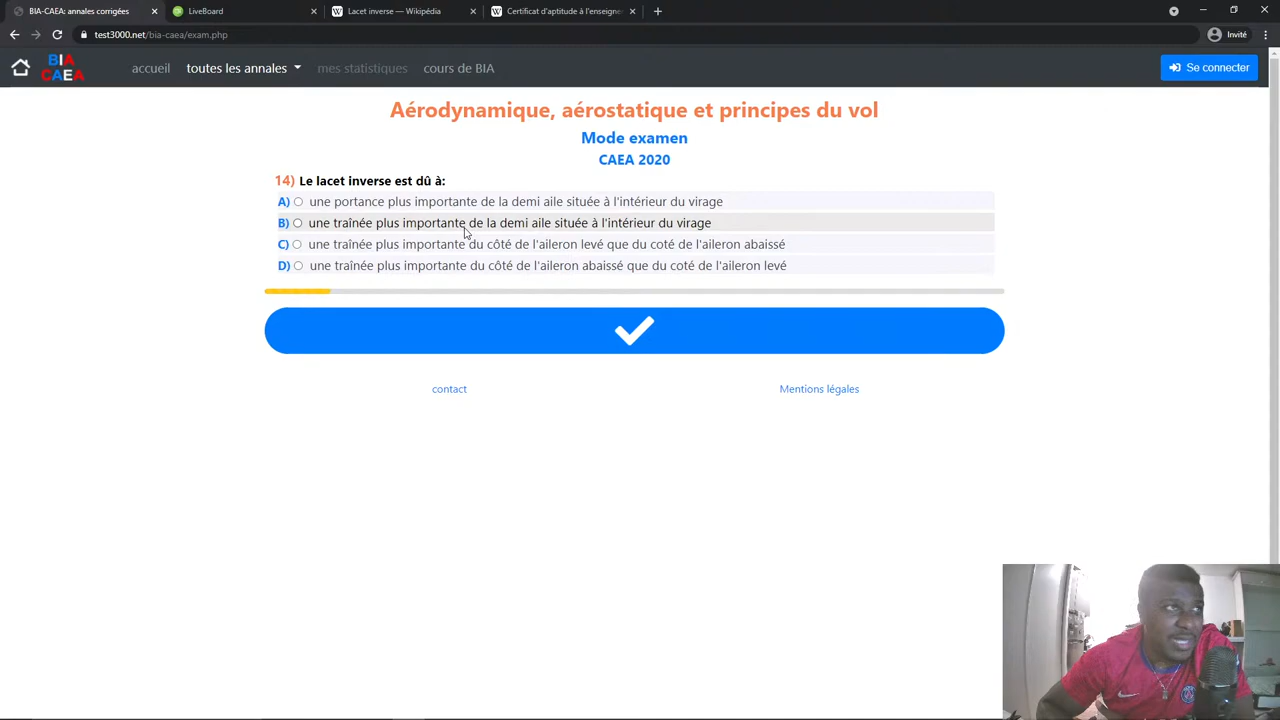 BIA-CAEA: annales corrigées
LiveBoard
Lacet inverse — Wikipédia
Certificat d'aptitude à l'enseigne
test3000.net/bia-caea/exam.php
Invité
BIA
CAEA
accueil
toutes les annales
mes statistiques
cours de BIA
Se connecter
Aérodynamique, aérostatique et principes du vol
Mode examen
CAEA 2020
14) Le lacet inverse est dû à:
A) une portance plus importante de la demi aile située à l'intérieur du virage
B) une traînée plus importante de la demi aile située à l'intérieur du virage
C) une traînée plus importante du côté de l'aileron levé que du coté de l'aileron abaissé
D) une traînée plus importante du côté de l'aileron abaissé que du coté de l'aileron levé
contact
Mentions légales